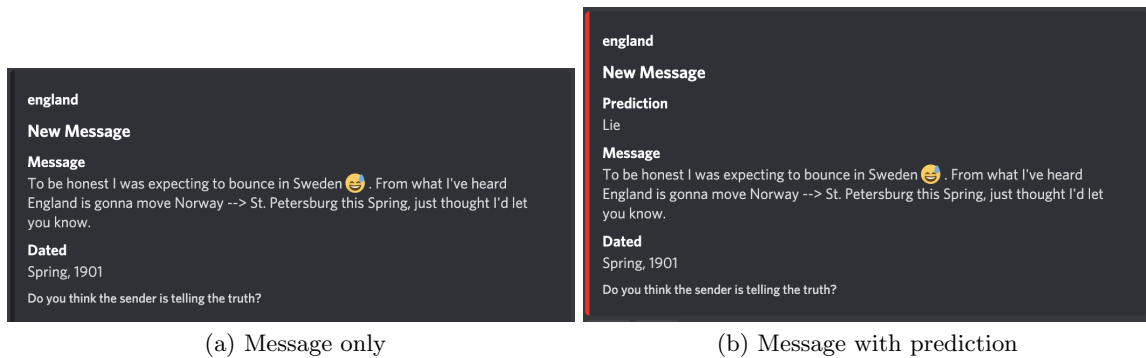 england
New Message
Message
To be honest I was expecting to bounce in Sweden 😅 . From what I've heard
England is gonna move Norway --> St. Petersburg this Spring, just thought I'd let
you know.
Dated
Spring, 1901
Do you think the sender is telling the truth?
(a) Message only
england
New Message
Prediction
Lie
Message
To be honest I was expecting to bounce in Sweden 😅 . From what I've heard
England is gonna move Norway --> St. Petersburg this Spring, just thought I'd let
you know.
Dated
Spring, 1901
Do you think the sender is telling the truth?
(b) Message with prediction